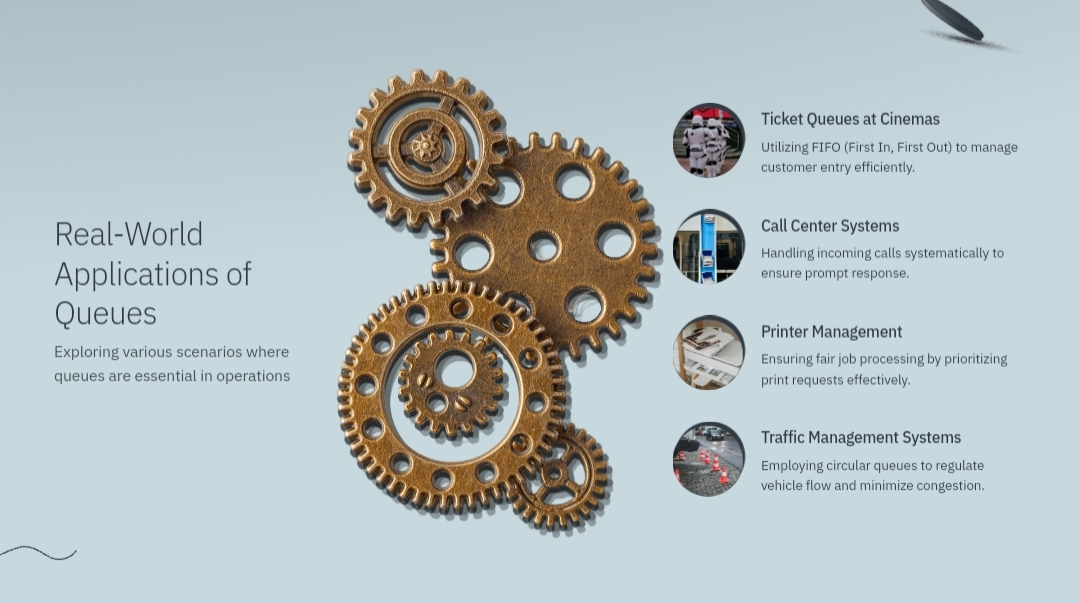 Real-World
Applications of
Queues
Exploring various scenarios where
queues are essential in operations
Ticket Queues at Cinemas
Utilizing FIFO (First In, First Out) to manage
customer entry efficiently.
Call Center Systems
Handling incoming calls systematically to
ensure prompt response.
Printer Management
Ensuring fair job processing by prioritizing
print requests effectively.
Traffic Management Systems
Employing circular queues to regulate
vehicle flow and minimize congestion.